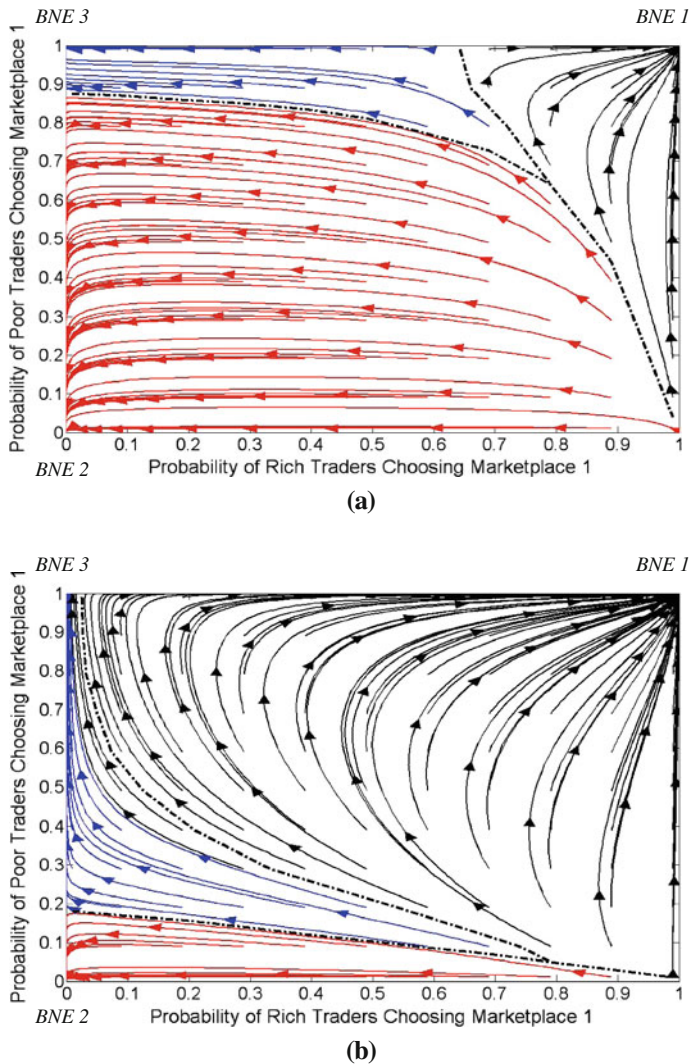 BNE 3 BNE 1
1
0.9
0.8
0.7
0.6
0.5
0.4
0.3
0.2
0.1
0
Probability of Poor Traders Choosing Marketplace 1
0 0.1 0.2 0.3 0.4 0.5 0.6 0.7 0.8 0.9 1
BNE 2 Probability of Rich Traders Choosing Marketplace 1
(a)
BNE 3 BNE 1
1
0.9
0.8
0.7
0.6
0.5
0.4
0.3
0.2
0.1
0
Probability of Poor Traders Choosing Marketplace 1
0 0.1 0.2 0.3 0.4 0.5 0.6 0.7 0.8 0.9 1
BNE 2 Probability of Rich Traders Choosing Marketplace 1
(b)